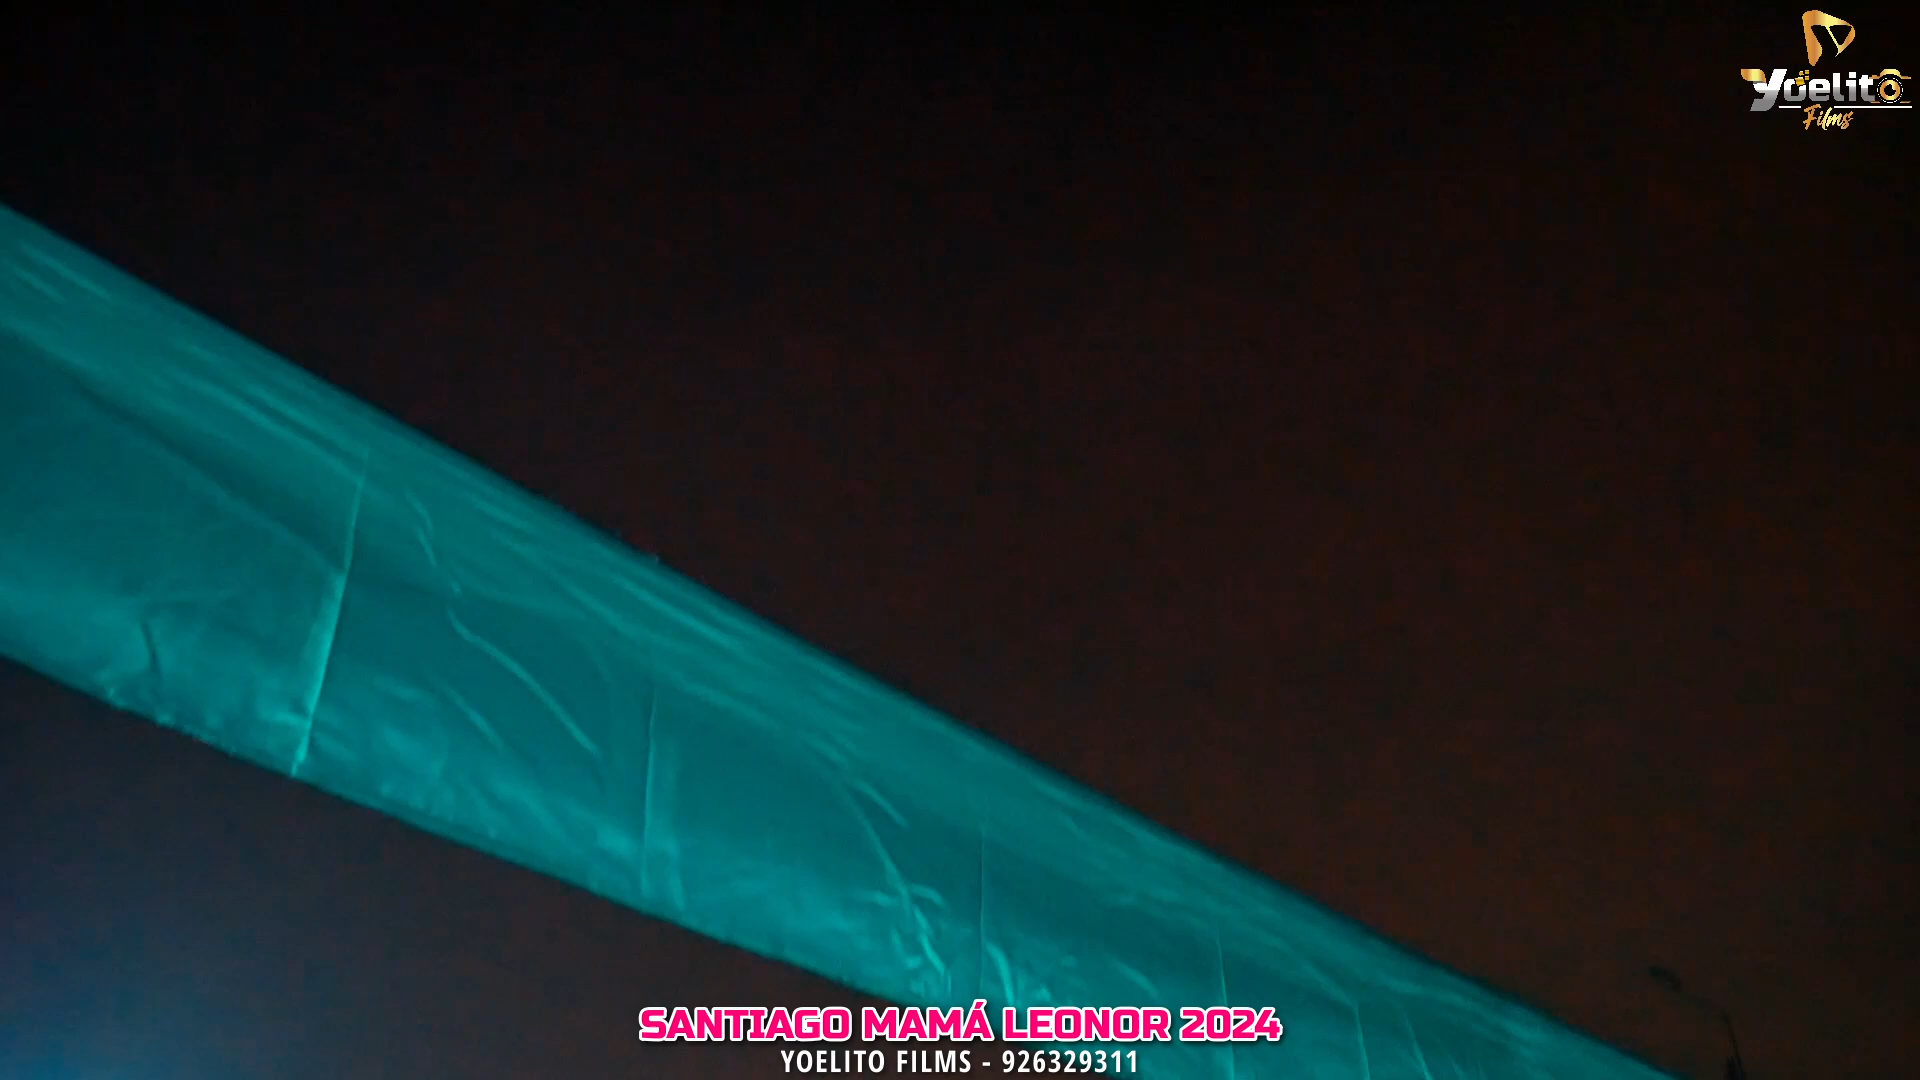 Yoelito
Films
SANTIAGO MAMÁ LEONOR 2024
YOELITO FILMS - 926329311